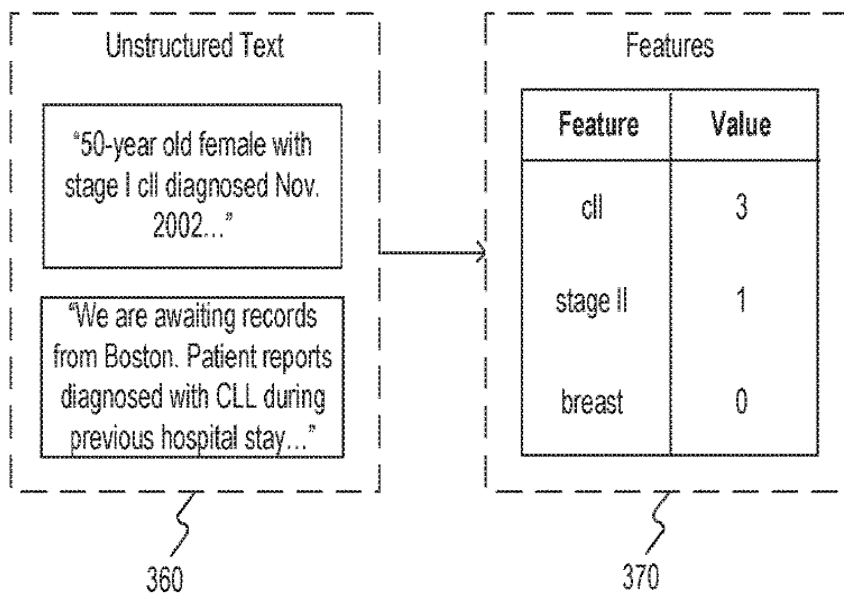 Unstructured Text
"50-year old female with
stage I cll diagnosed Nov.
2002..."
"We are awaiting records
from Boston. Patient reports
diagnosed with CLL during
previous hospital stay..."
360
Features
Feature Value
cll 3
stage II 1
breast 0
370